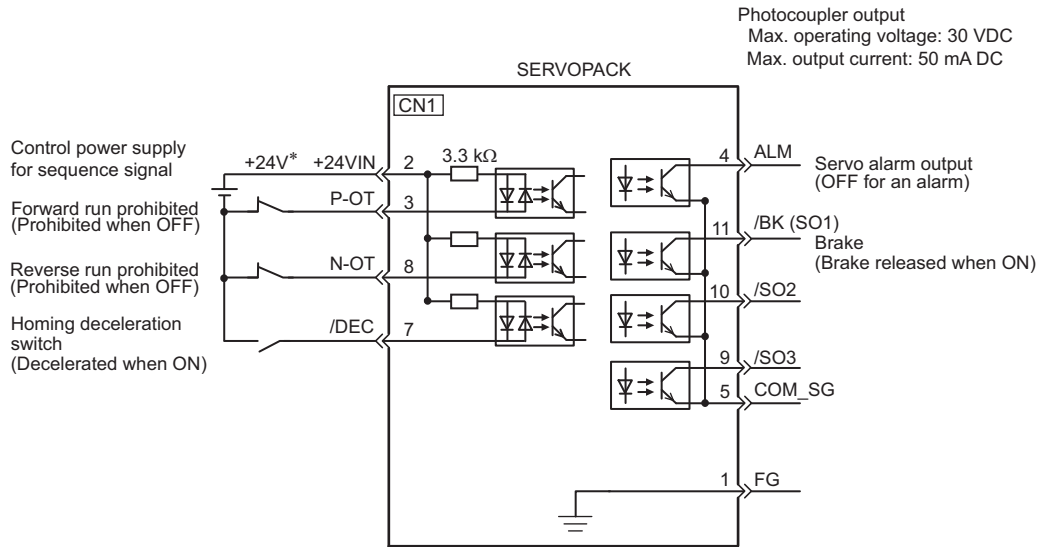 Photocoupler output
Max. operating voltage: 30 VDC
Max. output current: 50 mA DC
SERVOPACK
CN1
Control power supply
for sequence signal
+24V* +24VIN 2 3.3 kΩ
Forward run prohibited
(Prohibited when OFF)
P-OT 3
Reverse run prohibited
(Prohibited when OFF)
N-OT 8
Homing deceleration
switch
(Decelerated when ON)
/DEC 7
4 ALM
Servo alarm output
(OFF for an alarm)
11 /BK (SO1)
Brake
(Brake released when ON)
10 /SO2
9 /SO3
5 COM_SG
1 FG